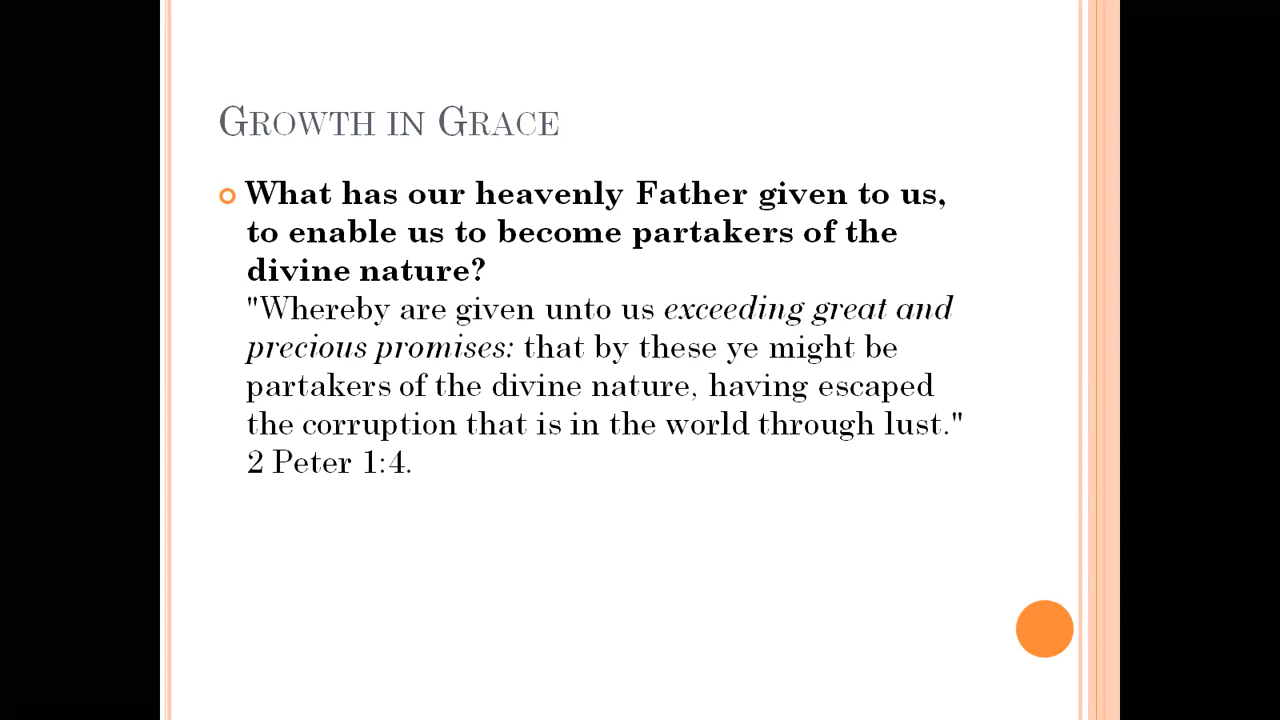 GROWTH IN GRACE
What has our heavenly Father given to us,
to enable us to become partakers of the
divine nature?
"Whereby are given unto us exceeding great and
precious promises: that by these ye might be
partakers of the divine nature, having escaped
the corruption that is in the world through lust."
2 Peter 1:4.